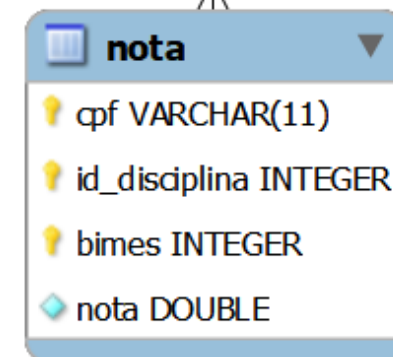 nota
cpf VARCHAR(11)
id_disciplina INTEGER
bimes INTEGER
nota DOUBLE